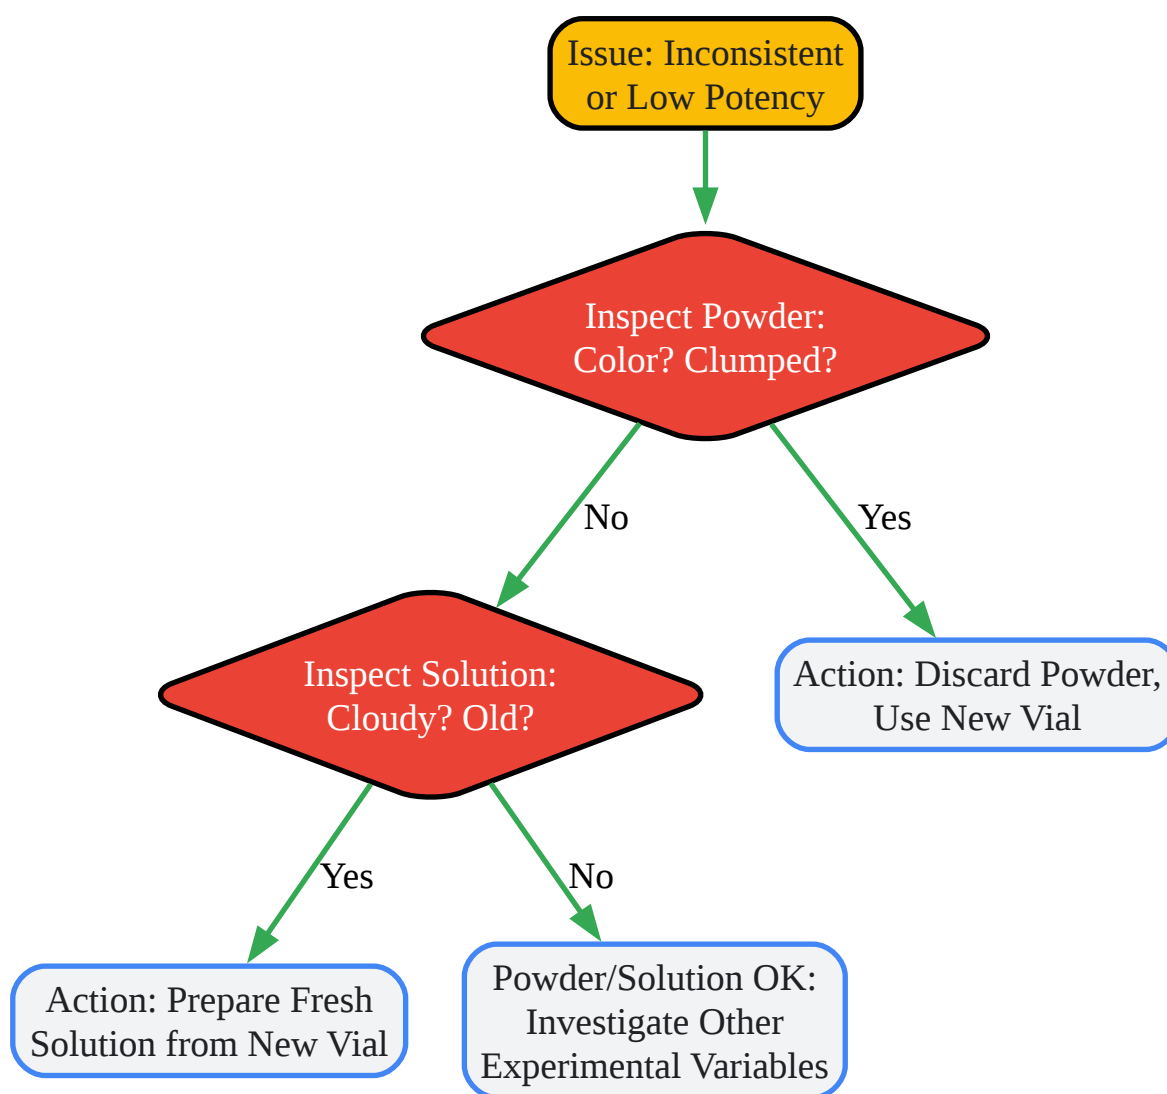 Issue: Inconsistent
or Low Potency
Inspect Powder:
Color? Clumped?
No
Yes
Inspect Solution:
Cloudy? Old?
Action: Discard Powder,
Use New Vial
Yes
No
Action: Prepare Fresh
Solution from New Vial
Powder/Solution OK:
Investigate Other
Experimental Variables